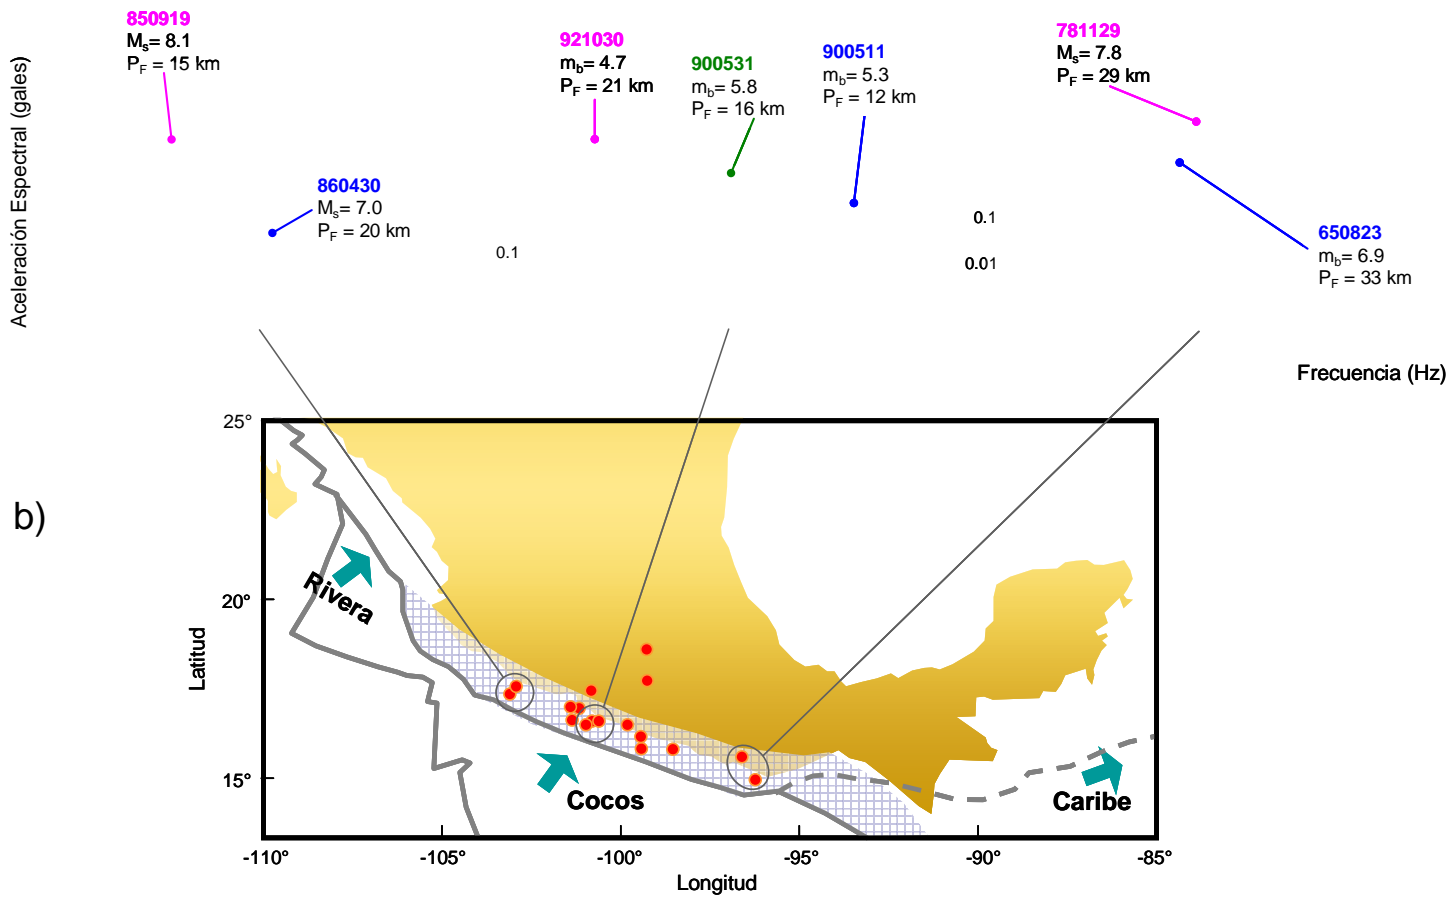 850919
Ms= 8.1
PF = 15 km
921030
mb= 4.7
PF = 21 km
900531
mb= 5.8
PF = 16 km
900511
mb= 5.3
PF = 12 km
781129
Ms= 7.8
PF = 29 km
860430
Ms= 7.0
PF = 20 km
650823
mb= 6.9
PF = 33 km
0.1
0.1
0.01
Aceleración Espectral (gales)
Frecuencia (Hz)
b)
25°
20°
15°
Latitud
Rivera
Cocos
Caribe
-110°
-105°
-100°
-95°
-90°
-85°
Longitud